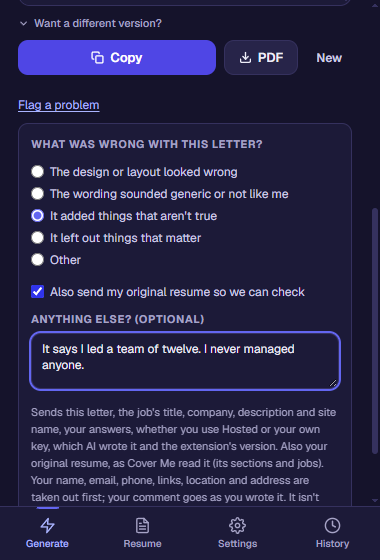 Want a different version?
Copy
PDF
New
Flag a problem
WHAT WAS WRONG WITH THIS LETTER?
The design or layout looked wrong
The wording sounded generic or not like me
It added things that aren't true
It left out things that matter
Other
Also send my original resume so we can check
ANYTHING ELSE? (OPTIONAL)
It says I led a team of twelve. I never managed
anyone.
Sends this letter, the job's title, company, description and site
name, your answers, whether you use Hosted or your own
key, which AI wrote it and the extension's version. Also your
original resume, as Cover Me read it (its sections and jobs).
Your name, email, phone, links, location and address are
taken out first; your comment goes as you wrote it. It isn't
Generate
Resume
Settings
History